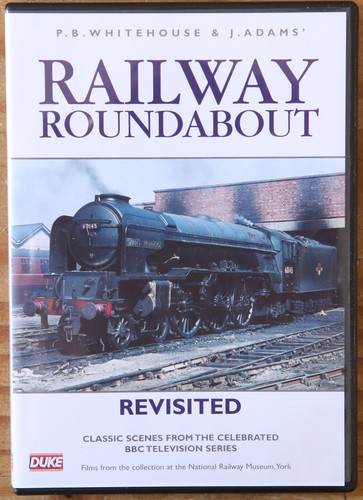 P.B. WHITEHOUSE & J. ADAMS'
RAILWAY
ROUNDABOUT
REVISITED
CLASSIC SCENES FROM THE CELEBRATED
BBC TELEVISION SERIES
DUKE
Films from the collection at the National Railway Museum, York